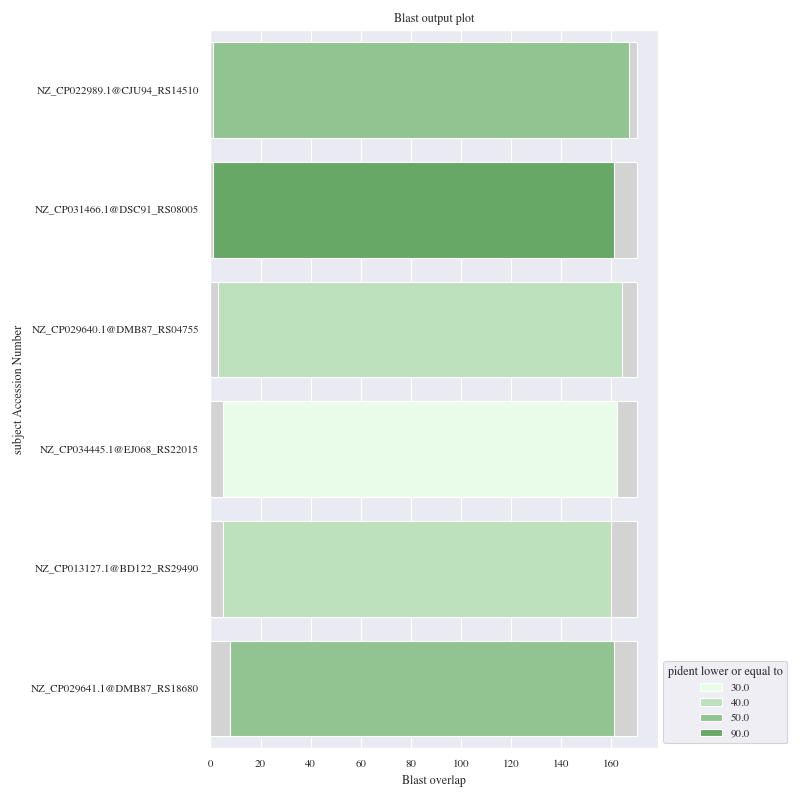 Blast output plot
subject Accession Number
NZ_CP022989.1@CJU94_RS14510
NZ_CP031466.1@DSC91_RS08005
NZ_CP029640.1@DMB87_RS04755
NZ_CP034445.1@EJ068_RS22015
NZ_CP013127.1@BD122_RS29490
NZ_CP029641.1@DMB87_RS18680
0 20 40 60 80 100 120 140 160
Blast overlap
pident lower or equal to
30.0
40.0
50.0
90.0